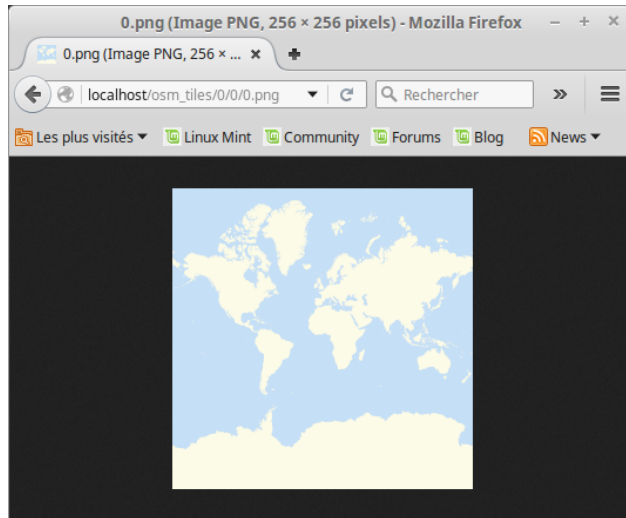 0.png (Image PNG, 256 × 256 pixels) - Mozilla Firefox
0.png (Image PNG, 256 × ...
localhost/osm_tiles/0/0/0.png Rechercher
Les plus visités Linux Mint Community Forums Blog News